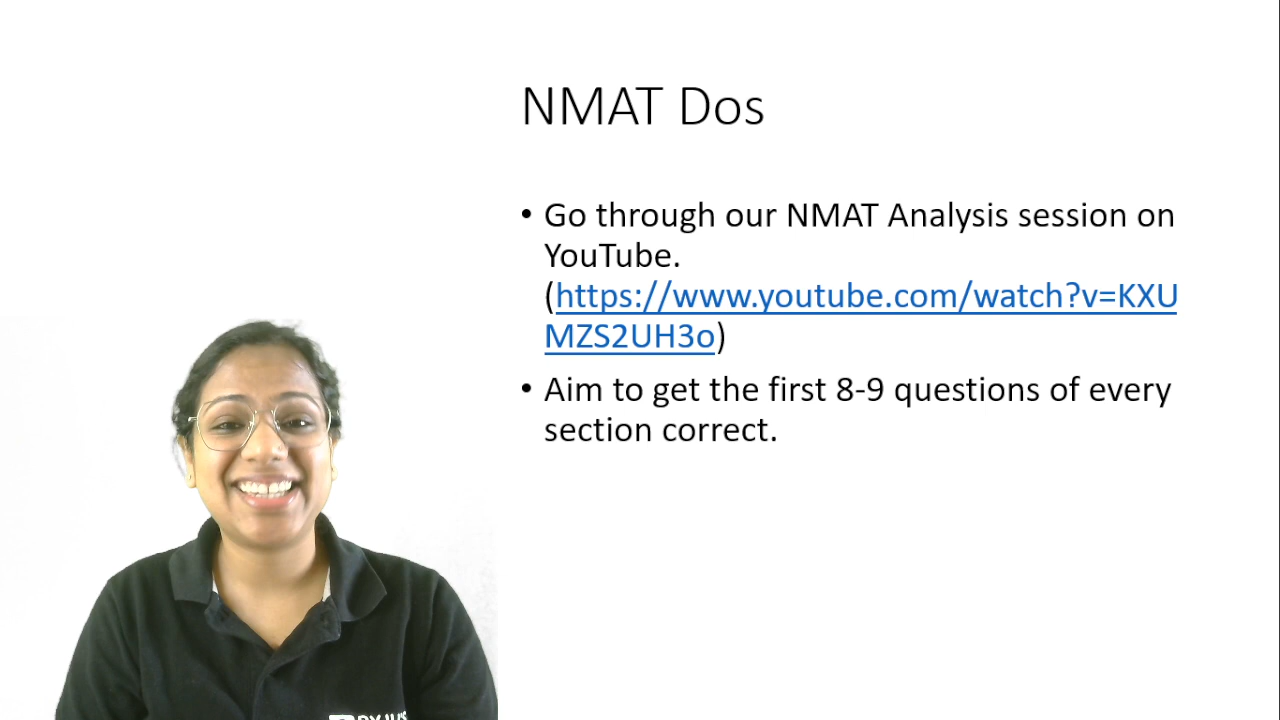 NMAT Dos
• Go through our NMAT Analysis session on
YouTube.
(https://www.youtube.com/watch?v=KXU
MZS2UH3o)
• Aim to get the first 8-9 questions of every
section correct.